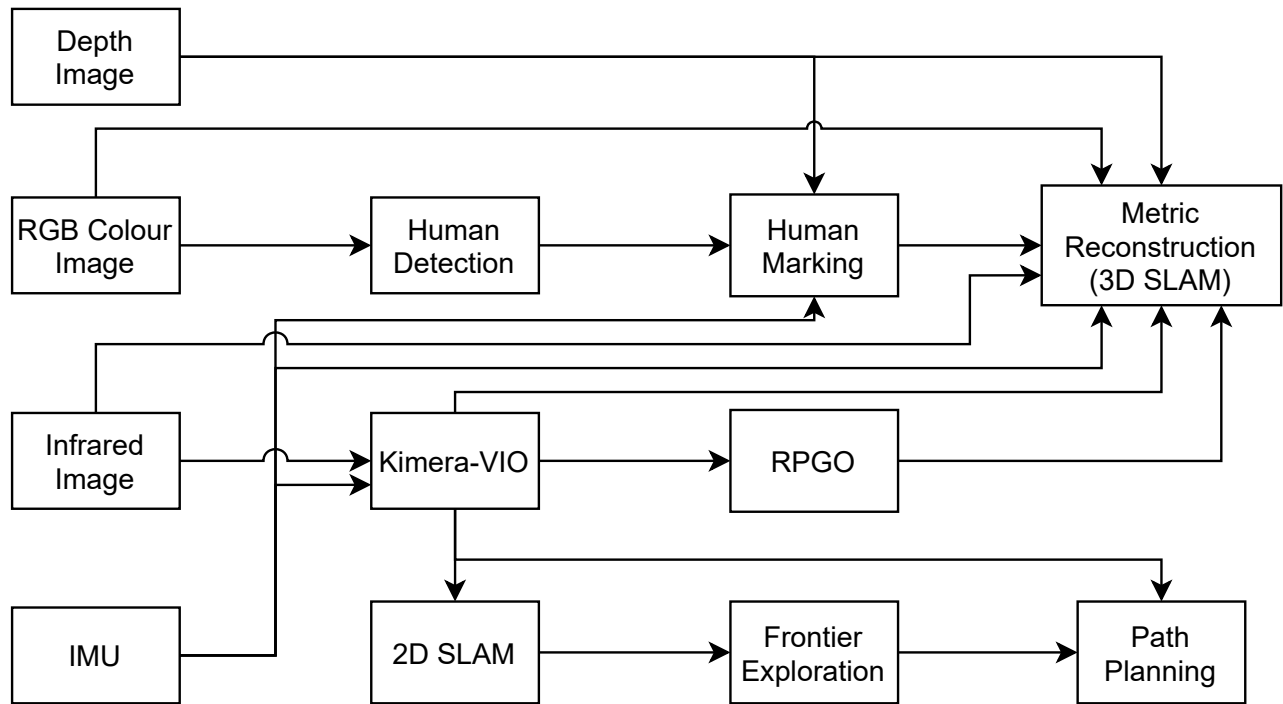 Depth
Image
RGB Colour
Image
Human
Detection
Human
Marking
Metric
Reconstruction
(3D SLAM)
Infrared
Image
Kimera-VIO
RPGO
IMU
2D SLAM
Frontier
Exploration
Path
Planning